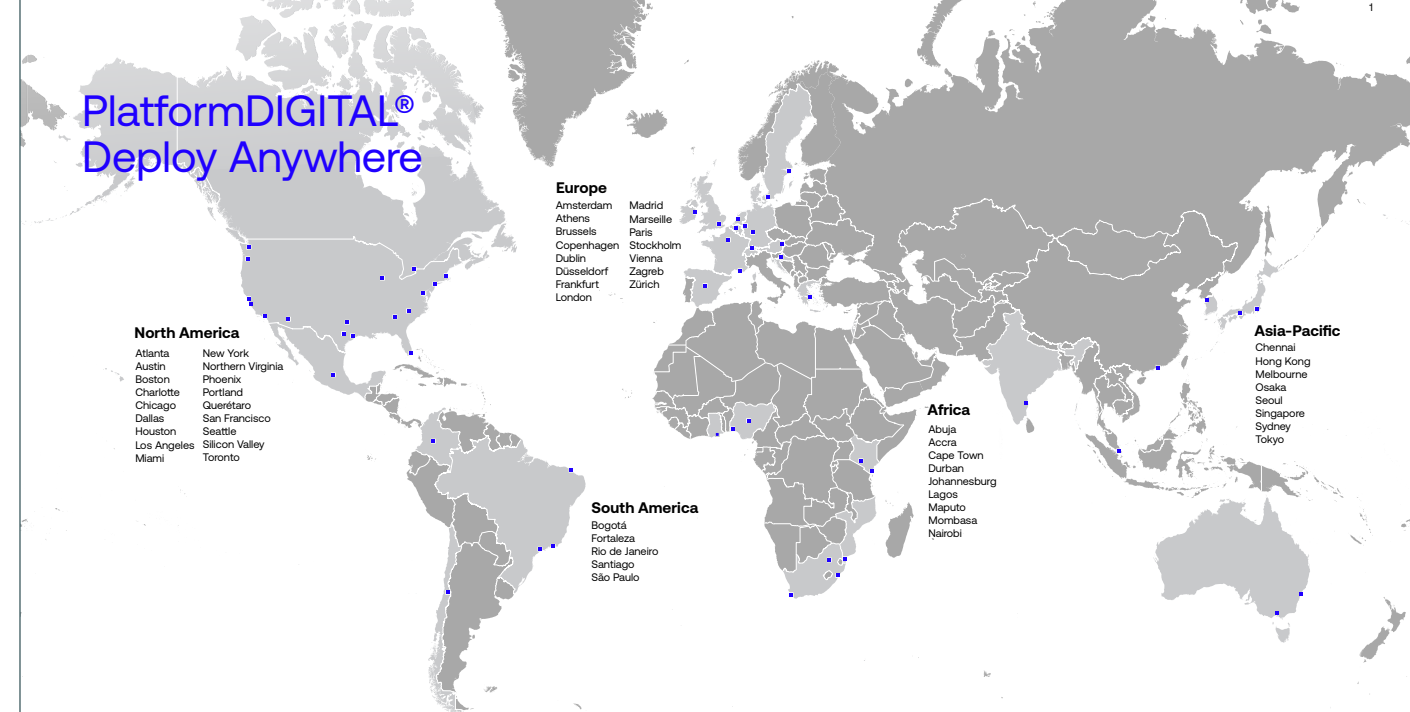 1
PlatformDIGITAL®
Deploy Anywhere
North America
Atlanta
Austin
Boston
Charlotte
Chicago
Dallas
Houston
Los Angeles
Miami
New York
Northern Virginia
Phoenix
Portland
Querétaro
San Francisco
Seattle
Silicon Valley
Toronto
Europe
Amsterdam
Athens
Brussels
Copenhagen
Dublin
Düsseldorf
Frankfurt
London
Madrid
Marseille
Paris
Stockholm
Vienna
Zagreb
Zürich
South America
Bogotá
Fortaleza
Rio de Janeiro
Santiago
São Paulo
Africa
Abuja
Accra
Cape Town
Durban
Johannesburg
Lagos
Maputo
Mombasa
Nairobi
Asia-Pacific
Chennai
Hong Kong
Melbourne
Osaka
Seoul
Singapore
Sydney
Tokyo